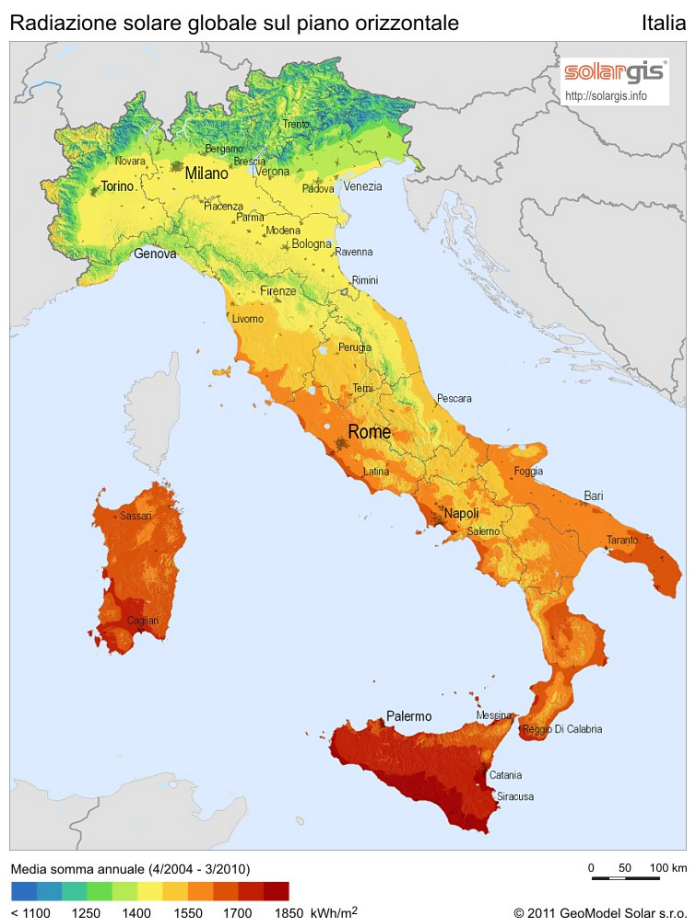 Radiazione solare globale sul piano orizzontale
Italia
solargis
http://solargis.info
Trento
Bergamo
Novara
Brescia
Milano
Verona
Torino
Padova
Venezia
Piacenza
Parma
Modena
Bologna
Genova
Ravenna
Rimini
Firenze
Livorno
Perugia
Terni
Pescara
Rome
Latina
Foggia
Bari
Napoli
Sassari
Salerno
Taranto
Cagliari
Palermo
Messina
Reggio Di Calabria
Catania
Siracusa
Media somma annuale (4/2004 - 3/2010)
0 50 100 km
< 1100 1250 1400 1550 1700 1850 kWh/m²
© 2011 GeoModel Solar s.r.o.